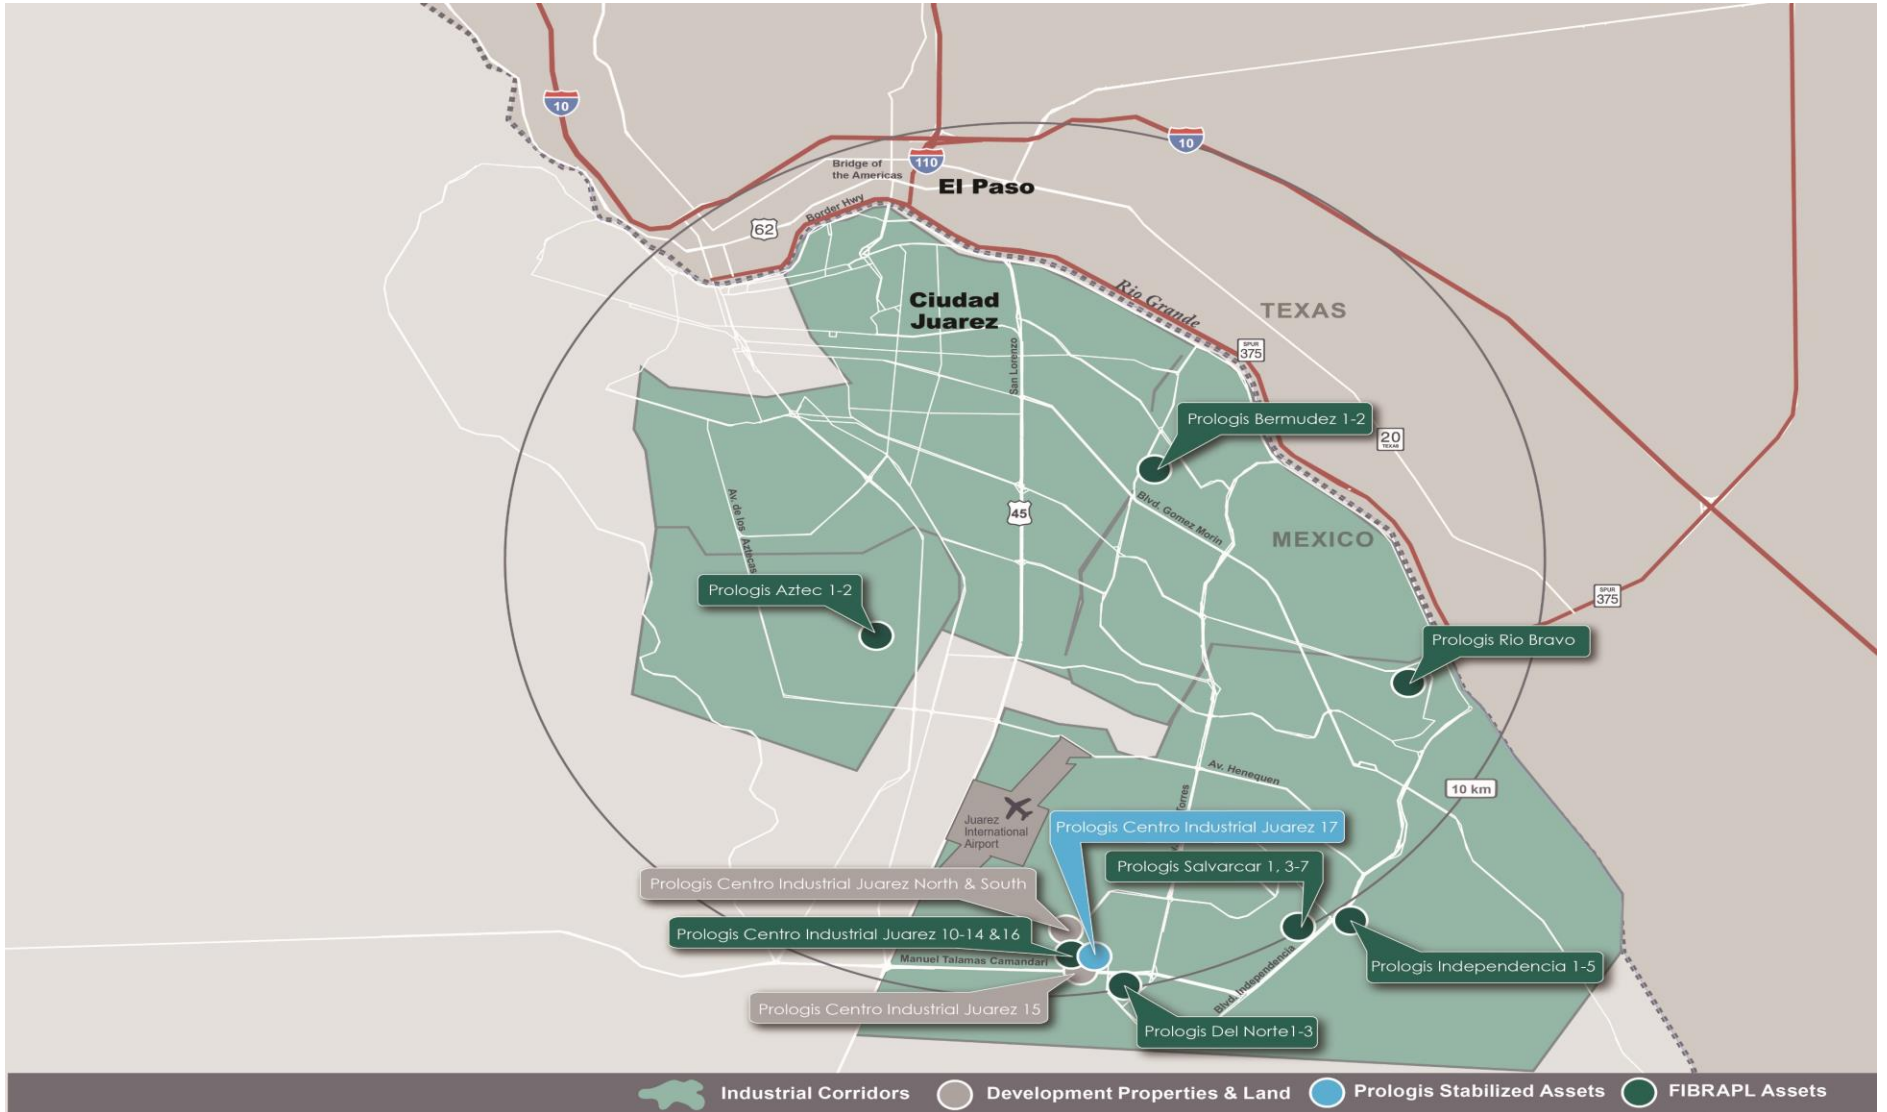 10
10
Bridge of
the Americas
110
El Paso
Border Hwy
62
Ciudad
Juarez
Rio Grande
TEXAS
SPUR
375
San Lorenzo
Prologis Bermudez 1-2
20
TEXAS
Av. de los Aztecas
45
Blvd. Gomez Morin
MEXICO
Prologis Aztec 1-2
SPUR
375
Prologis Rio Bravo
Av. Henequen
10 km
Torres
Juarez
International
Airport
Prologis Centro Industrial Juarez 17
Prologis Salvarcar 1, 3-7
Prologis Centro Industrial Juarez North & South
Prologis Centro Industrial Juarez 10-14 &16
Manuel Talamas Camandari
Prologis Independencia 1-5
Blvd. Independencia
Prologis Centro Industrial Juarez 15
Prologis Del Norte1-3
Industrial Corridors
Development Properties & Land
Prologis Stabilized Assets
FIBRAPL Assets